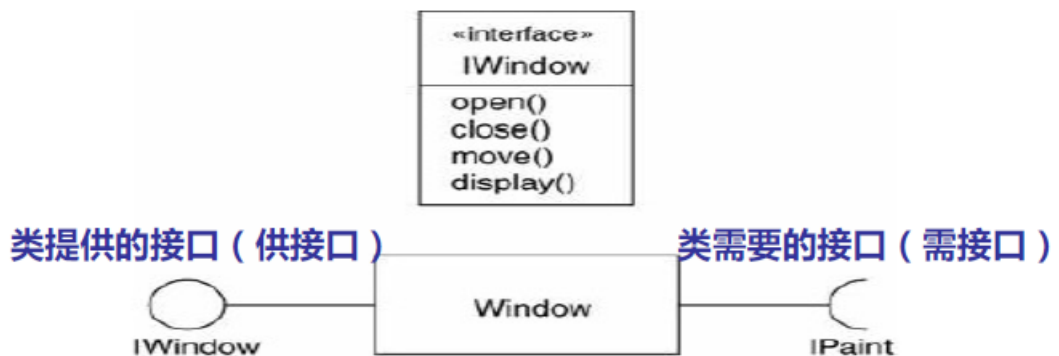 «interface»
IWindow
open()
close()
move()
display()
类提供的接口（供接口）
类需要的接口（需接口）
Window
IWindow
IPaint